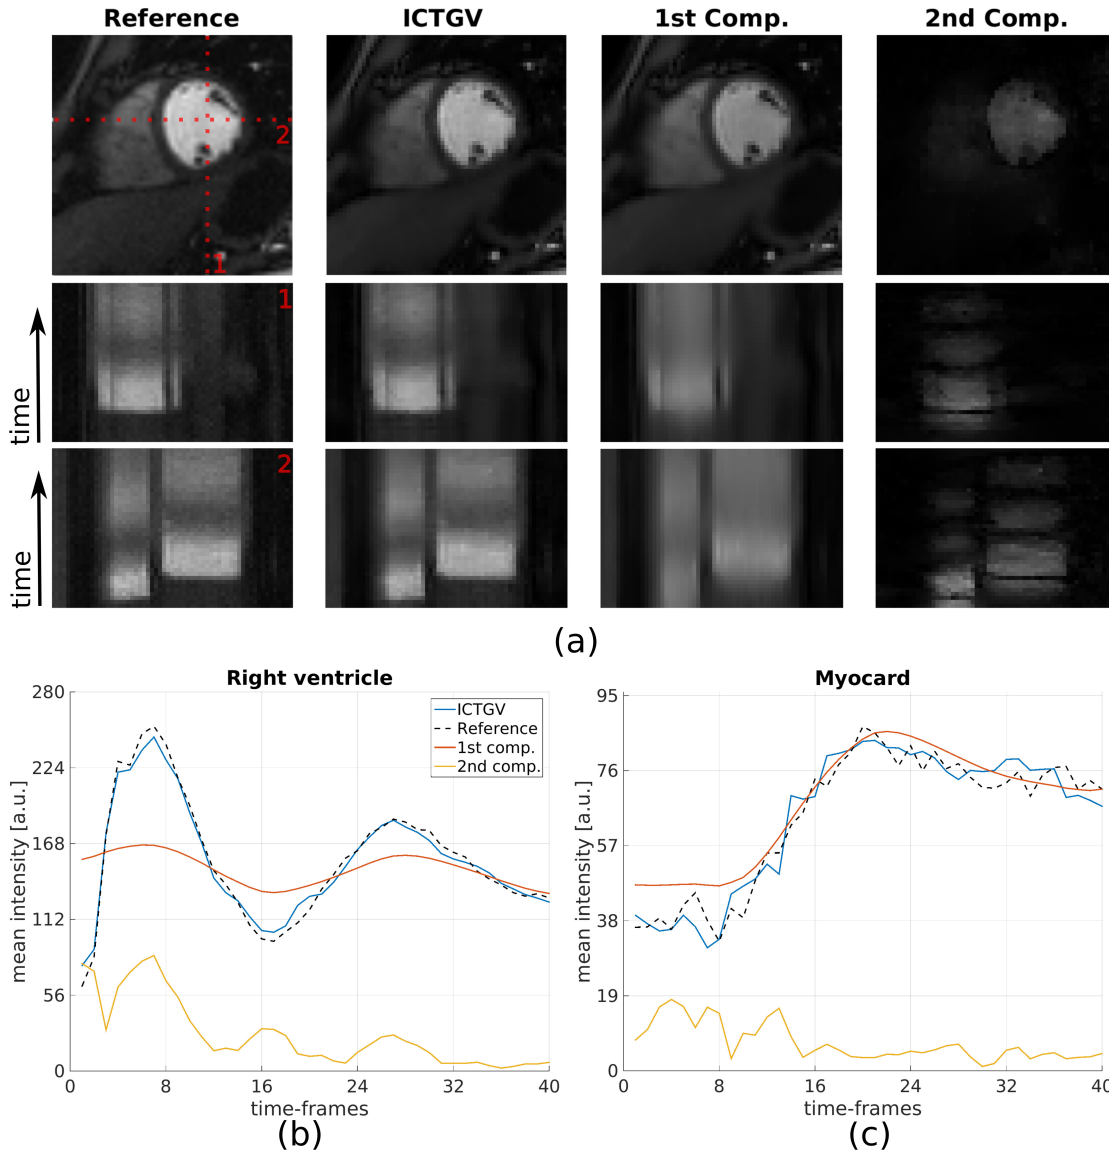 Reference ICTGV 1st Comp. 2nd Comp.
2
1
time
1
time
2
(a)
Right ventricle
mean intensity [a.u.]
280
224
168
112
56
0
ICTGV
Reference
1st comp.
2nd comp.
0 8 16 24 32 40
time-frames
(b)
Myocard
mean intensity [a.u.]
95
76
57
38
19
0
0 8 16 24 32 40
time-frames
(c)